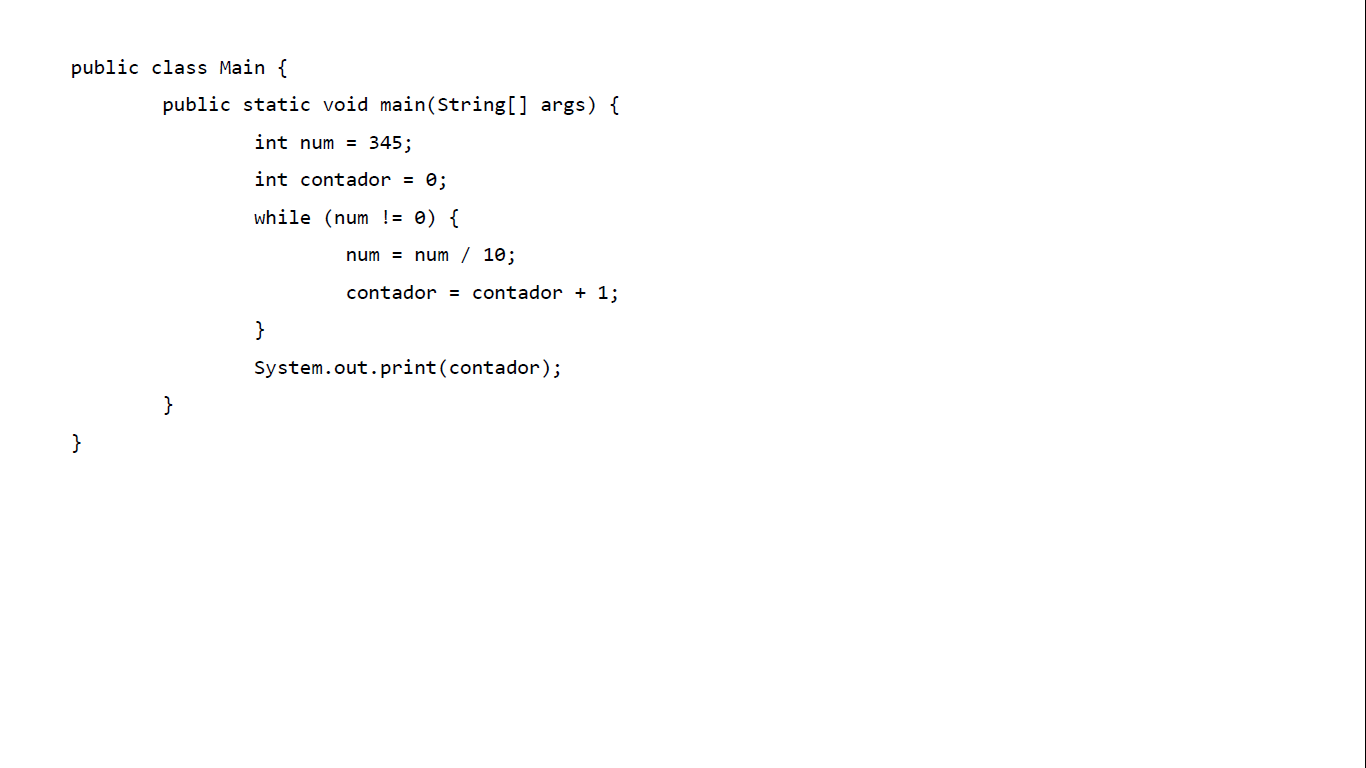 public class Main {
        public static void main(String[] args) {
                int num = 345;
                int contador = 0;
                while (num != 0) {
                        num = num / 10;
                        contador = contador + 1;
                }
                System.out.print(contador);
        }
}